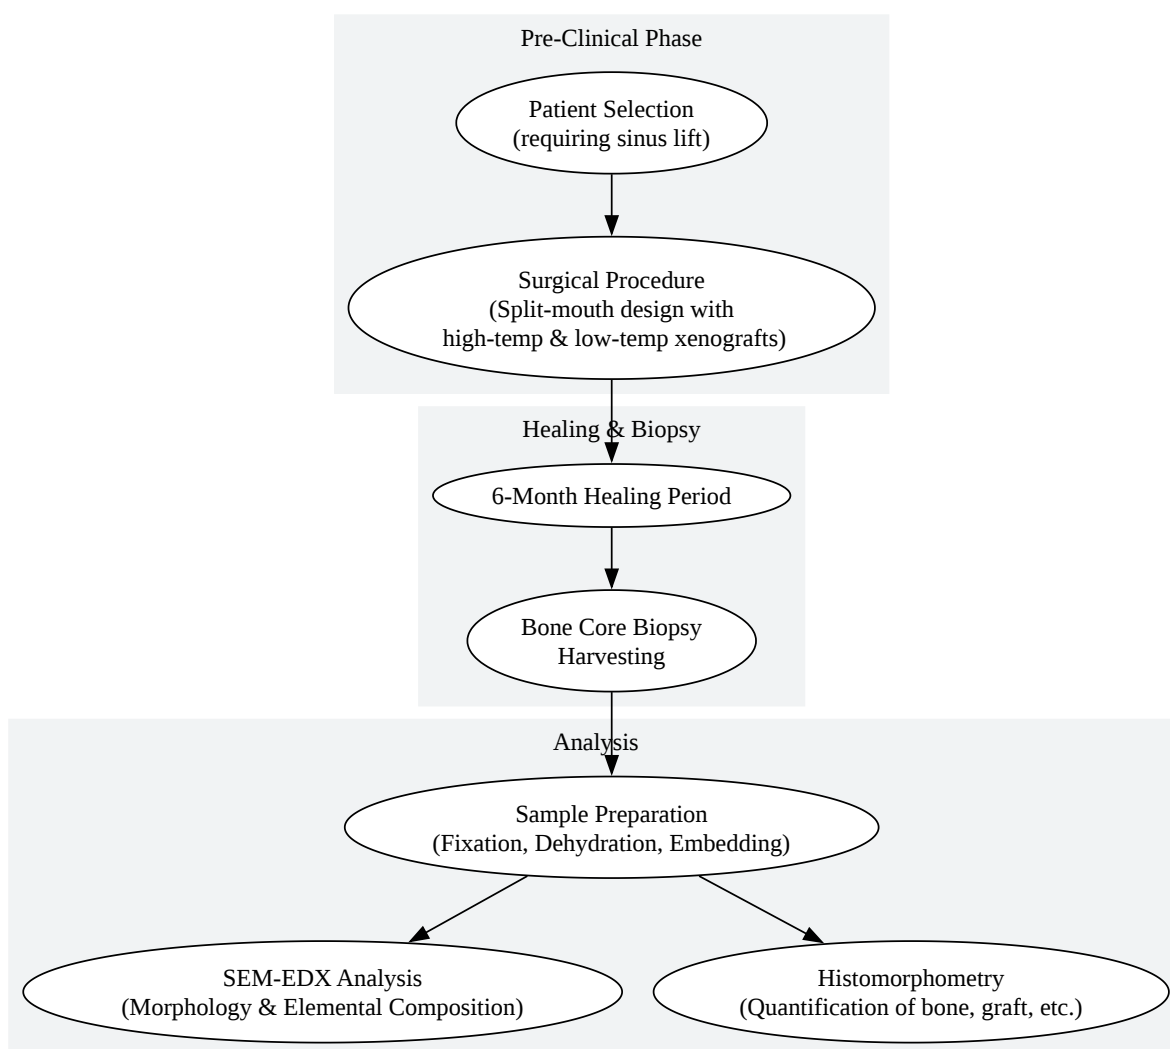 Pre-Clinical Phase
Patient Selection
(requiring sinus lift)
Surgical Procedure
(Split-mouth design with
high-temp & low-temp xenografts)
Healing & Biopsy
6-Month Healing Period
Bone Core Biopsy
Harvesting
Analysis
Sample Preparation
(Fixation, Dehydration, Embedding)
SEM-EDX Analysis
(Morphology & Elemental Composition)
Histomorphometry
(Quantification of bone, graft, etc.)